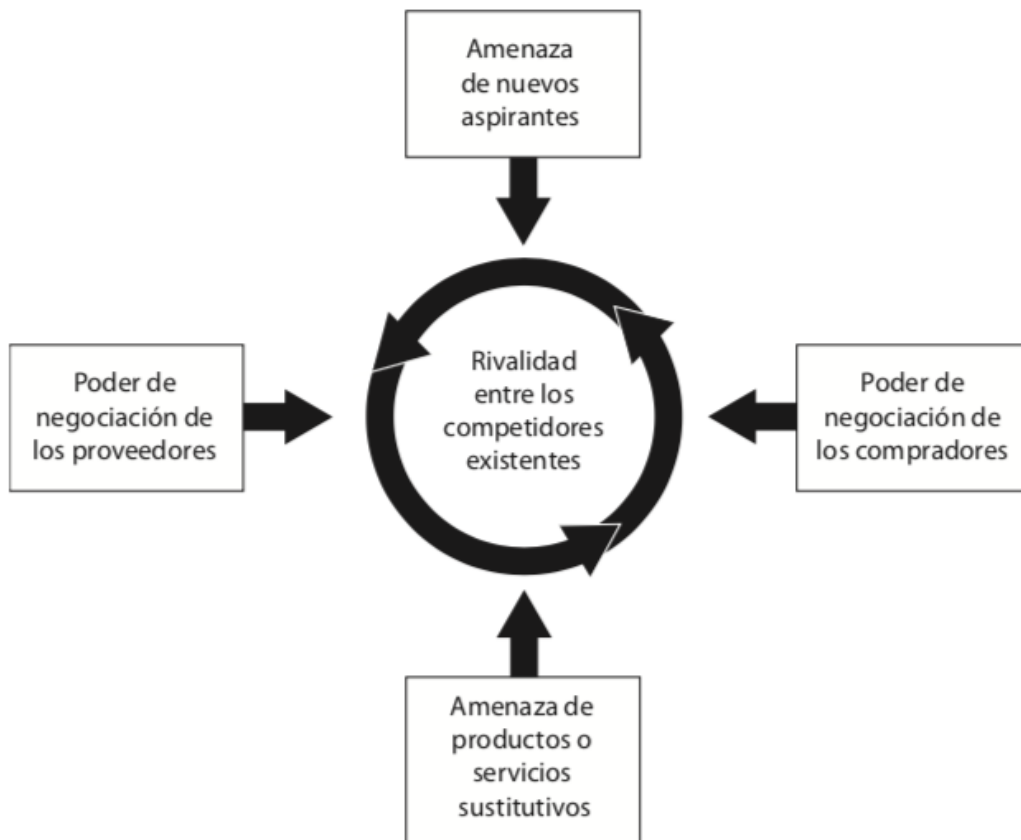 Amenaza
de nuevos
aspirantes
Poder de
negociación de
los proveedores
Rivalidad
entre los
competidores
existentes
Poder de
negociación de
los compradores
Amenaza de
productos o
servicios
sustitutivos